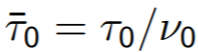 τ̿₀ = τ₀/ν₀